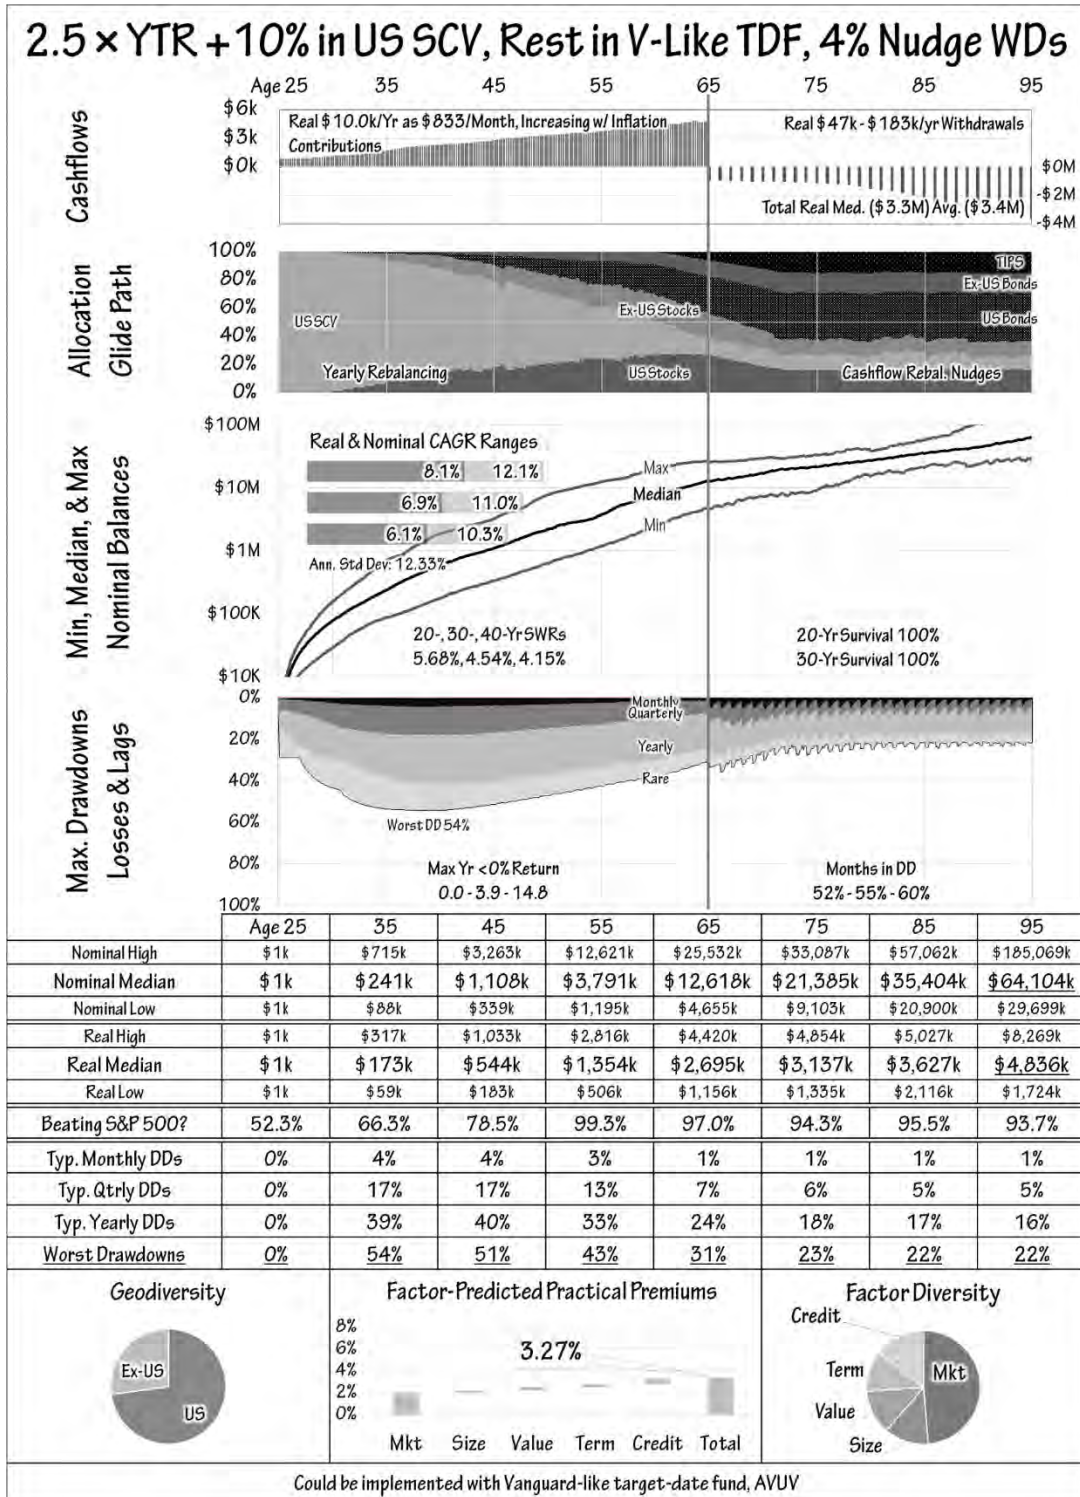 2.5 × YTR + 10% in US SCV, Rest in V-Like TDF, 4% Nudge WDs
Age 25 35 45 55 65 75 85 95
Cashflows
$6k
$3k
$0k
Real $10.0k/Yr as $833/Month, Increasing w/ Inflation
Contributions
Real $47k - $183k/yr Withdrawals
Total Real Med. ($3.3M) Avg. ($3.4M)
$0M
-$2M
-$4M
Allocation
Glide Path
100%
80%
60%
40%
20%
0%
US SCV
Yearly Rebalancing
Ex-US Stocks
US Stocks
TIPS
Ex-US Bonds
US Bonds
Cashflow Rebal. Nudges
Min, Median, & Max
Nominal Balances
$100M
$10M
$1M
$100K
$10K
Real & Nominal CAGR Ranges
8.1% 12.1%
6.9% 11.0%
6.1% 10.3%
Ann. Std Dev: 12.33%
Max
Median
Min
20-, 30-, 40-Yr SWRs
5.68%, 4.54%, 4.15%
20-Yr Survival 100%
30-Yr Survival 100%
Max. Drawdowns
Losses & Lags
0%
20%
40%
60%
80%
100%
Monthly
Quarterly
Yearly
Rare
Worst DD 54%
Max Yr <0% Return
0.0 - 3.9 - 14.8
Months in DD
52% - 55% - 60%
Age 25 35 45 55 65 75 85 95
Nominal High $1k $715k $3,263k $12,621k $25,532k $33,087k $57,062k $185,069k
Nominal Median $1k $241k $1,108k $3,791k $12,618k $21,385k $35,404k $64,104k
Nominal Low $1k $88k $339k $1,195k $4,655k $9,103k $20,900k $29,699k
Real High $1k $317k $1,033k $2,816k $4,420k $4,854k $5,027k $8,269k
Real Median $1k $173k $544k $1,354k $2,695k $3,137k $3,627k $4,836k
Real Low $1k $59k $183k $506k $1,156k $1,335k $2,116k $1,724k
Beating S&P 500? 52.3% 66.3% 78.5% 99.3% 97.0% 94.3% 95.5% 93.7%
Typ. Monthly DDs 0% 4% 4% 3% 1% 1% 1% 1%
Typ. Qtrly DDs 0% 17% 17% 13% 7% 6% 5% 5%
Typ. Yearly DDs 0% 39% 40% 33% 24% 18% 17% 16%
Worst Drawdowns 0% 54% 51% 43% 31% 23% 22% 22%
Geodiversity
Ex-US
US
Factor-Predicted Practical Premiums
8%
6%
4%
2%
0%
3.27%
Mkt Size Value Term Credit Total
Factor Diversity
Credit
Term
Value
Size
Mkt
Could be implemented with Vanguard-like target-date fund, AVUV